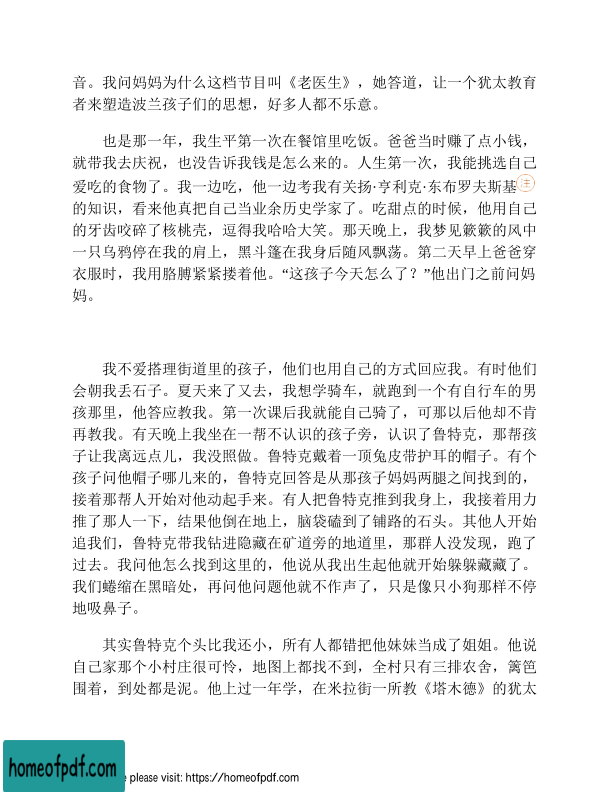 音。我问妈妈为什么这档节目叫《老医生》，她答道，让一个犹太教育
者来塑造波兰孩子们的思想，好多人都不乐意。
也是那一年，我生平第一次在餐馆里吃饭。爸爸当时赚了点小钱，
就带我去庆祝，也没告诉我钱是怎么来的。人生第一次，我能挑选自己
爱吃的食物了。我一边吃，他一边考我有关扬·亨利克·东布罗夫斯基注
的知识，看来他真把自己当业余历史学家了。吃甜点的时候，他用自己
的牙齿咬碎了核桃壳，逗得我哈哈大笑。那天晚上，我梦见簌簌的风中
一只乌鸦停在我的肩上，黑斗篷在我身后随风飘荡。第二天早上爸爸穿
衣服时，我用胳膊紧紧搂着他。“这孩子今天怎么了？”他出门之前问妈
妈。
我不爱搭理街道里的孩子，他们也用自己的方式回应我。有时他们
会朝我丢石子。夏天来了又去，我想学骑车，就跑到一个有自行车的男
孩那里，他答应教我。第一次课后我就能自己骑了，可那以后他却不肯
再教我。有天晚上我坐在一帮不认识的孩子旁，认识了鲁特克，那帮孩
子让我离远点儿，我没照做。鲁特克戴着一顶兔皮带护耳的帽子。有个
孩子问他帽子哪儿来的，鲁特克回答是从那孩子妈妈两腿之间找到的，
接着那帮人开始对他动起手来。有人把鲁特克推到我身上，我接着用力
推了那人一下，结果他倒在地上，脑袋磕到了铺路的石头。其他人开始
追我们，鲁特克带我钻进隐藏在矿道旁的地道里，那群人没发现，跑了
过去。我问他怎么找到这里的，他说从我出生起他就开始躲躲藏藏了。
我们蜷缩在黑暗处，再问他问题他就不作声了，只是像只小狗那样不停
地吸鼻子。
其实鲁特克个头比我还小，所有人都错把他妹妹当成了姐姐。他说
自己家那个小村庄很可怜，地图上都找不到，全村只有三排农舍，篱笆
围着，到处都是泥。他上过一年学，在米拉街一所教《塔木德》的犹太
homeofpdf.com
e please visit: https://homeofpdf.com